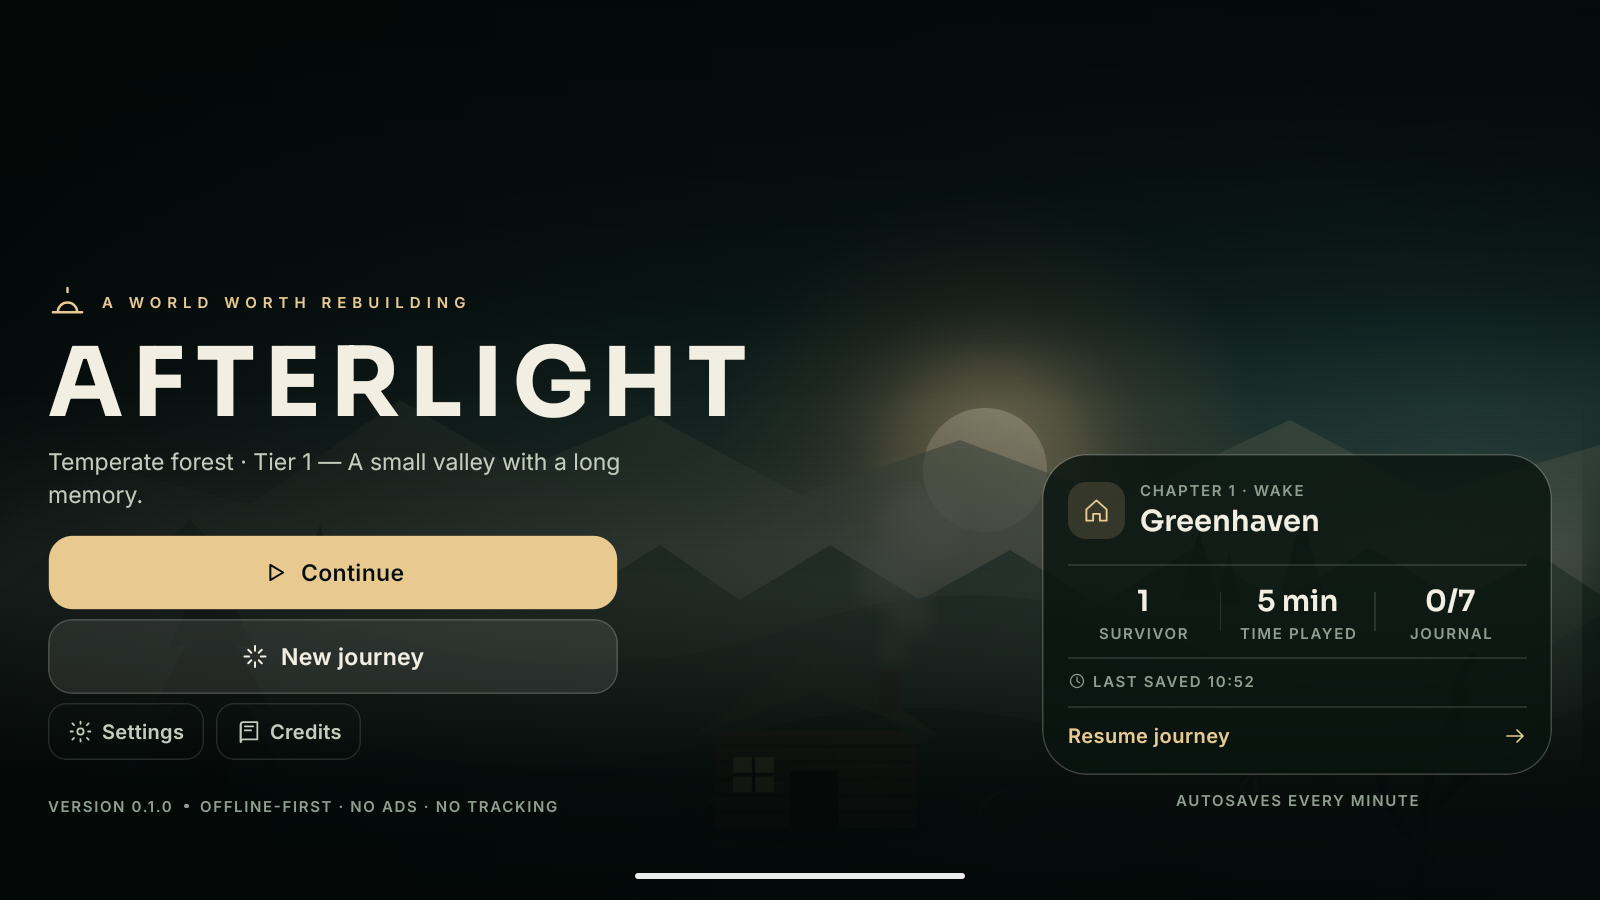 A WORLD WORTH REBUILDING
AFTERLIGHT
Temperate forest · Tier 1 — A small valley with a long
memory.
Continue
New journey
Settings
Credits
VERSION 0.1.0 • OFFLINE-FIRST · NO ADS · NO TRACKING
CHAPTER 1 · WAKE
Greenhaven
1
SURVIVOR
5 min
TIME PLAYED
0/7
JOURNAL
LAST SAVED 10:52
Resume journey
AUTOSAVES EVERY MINUTE